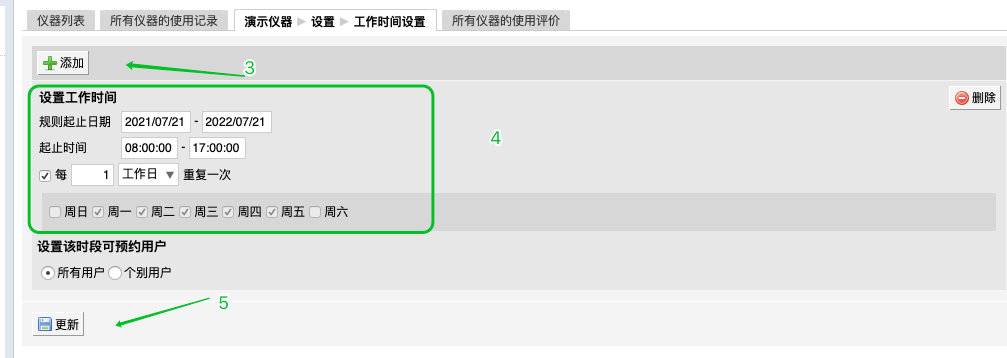 仪器列表 所有仪器的使用记录 演示仪器 设置 工作时间设置 所有仪器的使用评价
添加
3
设置工作时间
删除
规则起止日期 2021/07/21 - 2022/07/21
4
起止时间 08:00:00 - 17:00:00
每 1 工作日 重复一次
周日 周一 周二 周三 周四 周五 周六
设置该时段可预约用户
所有用户 个别用户
5
更新